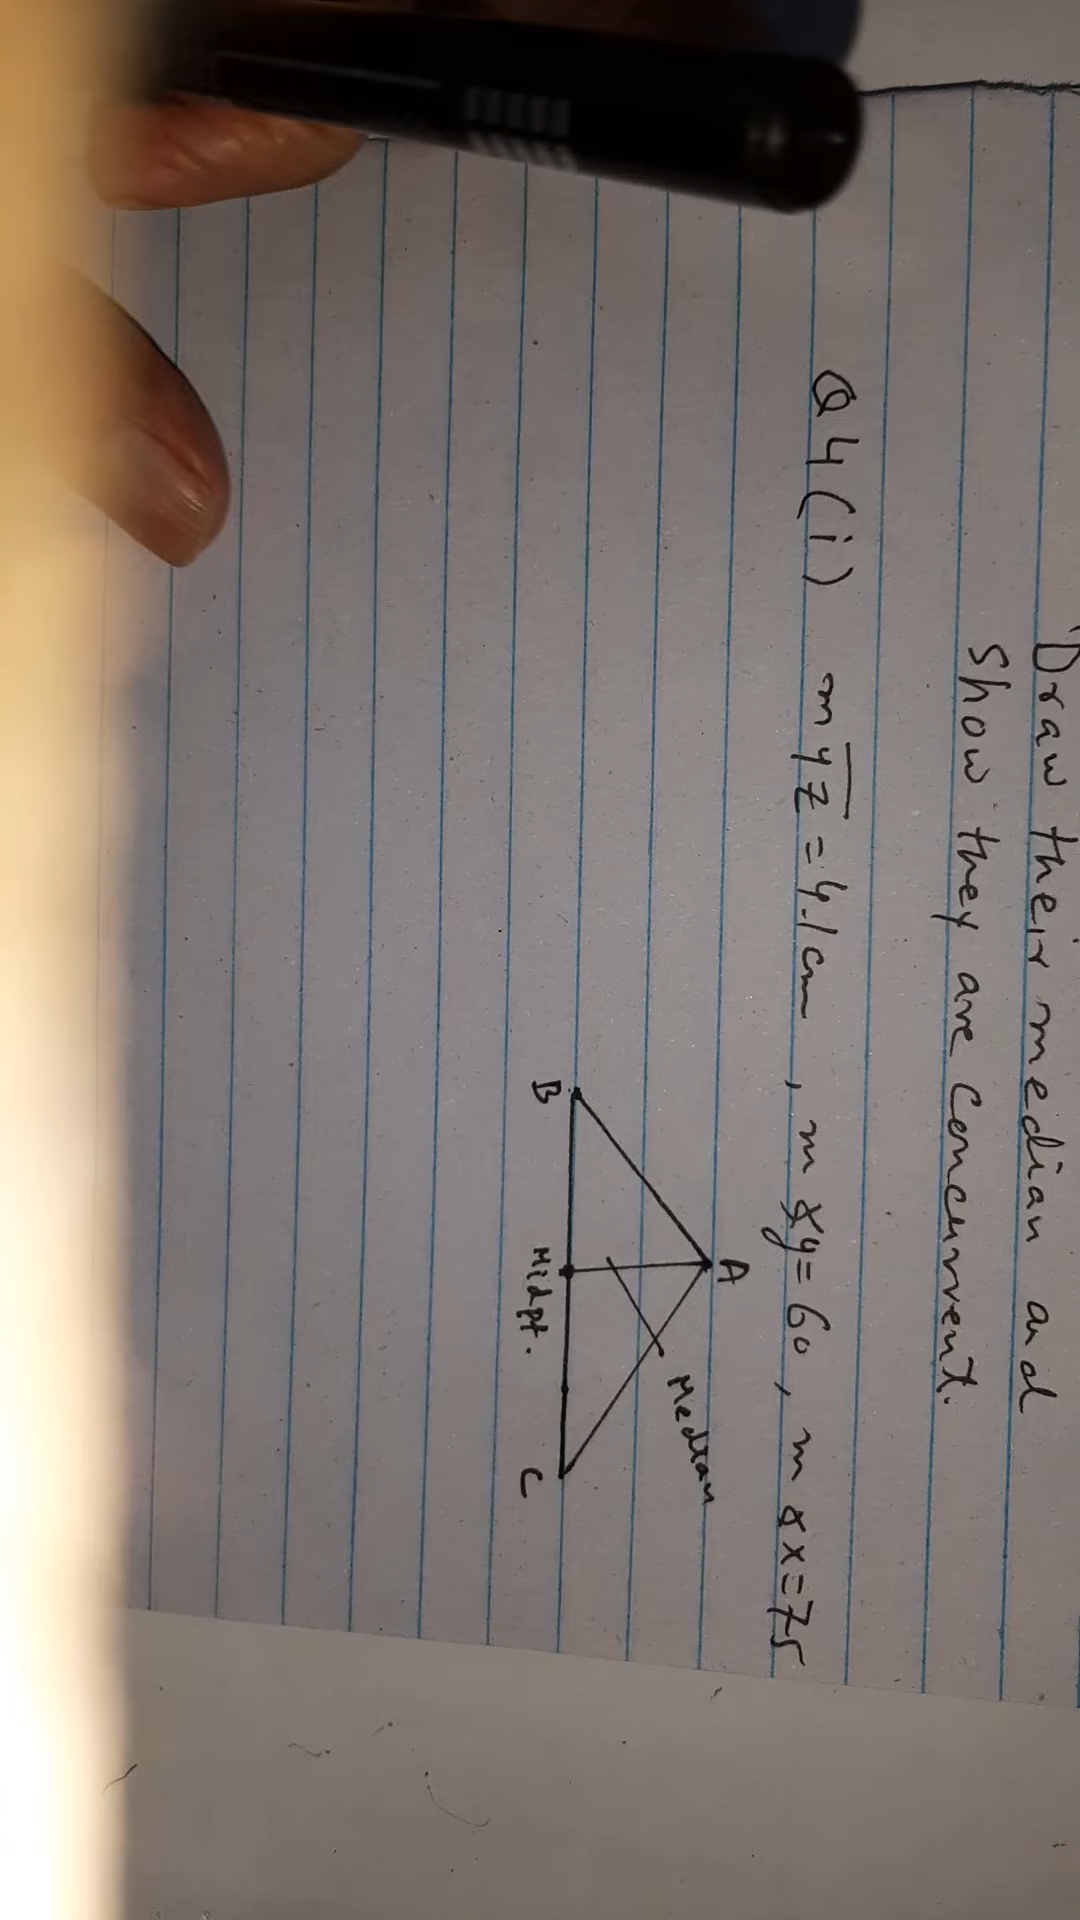 Draw their median and
Show they are concurrent.
Q4(i) m yz = 4.1cm, m ∡y = 60, m ∡x = 75
A
Median
B
Midpt.
C